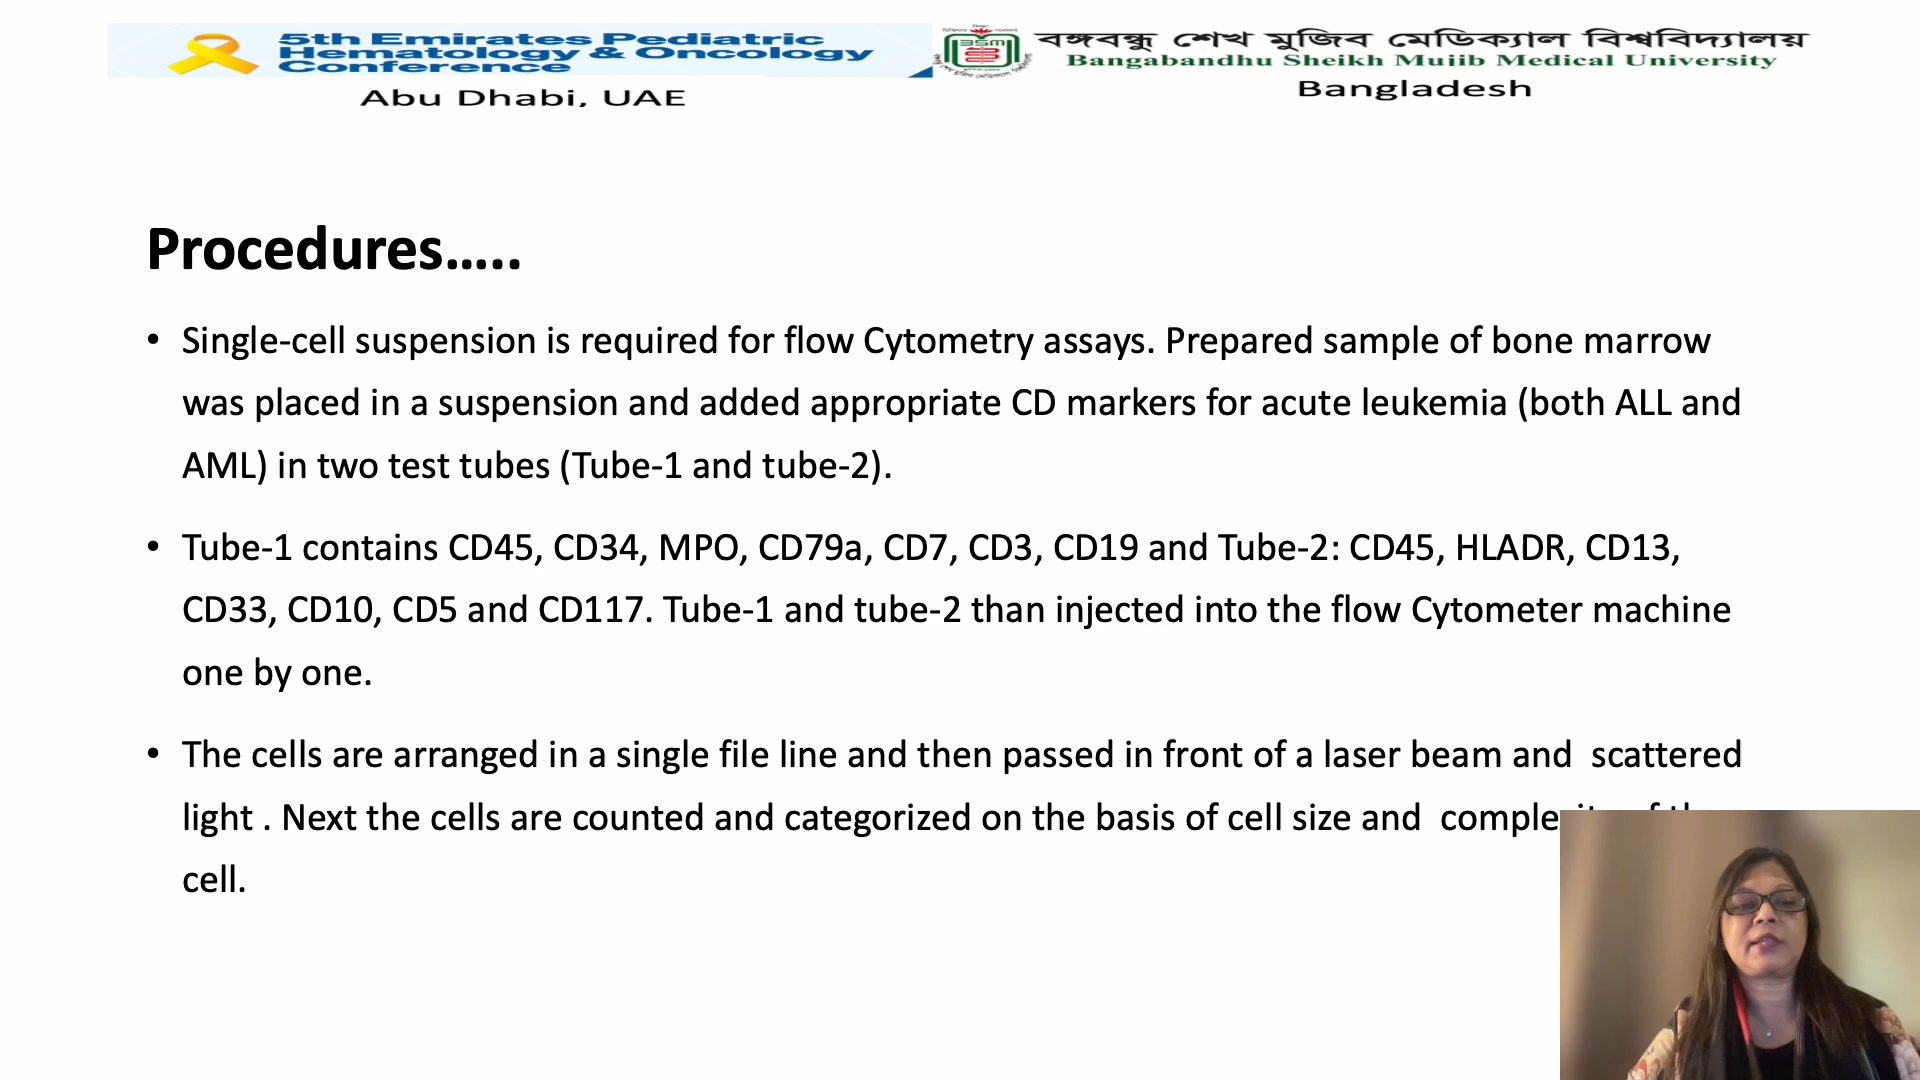 5th Emirates Pediatric
Hematology & Oncology
Conference
Abu Dhabi, UAE
বঙ্গবন্ধু শেখ মুজিব মেডিক্যাল বিশ্ববিদ্যালয়
Bangabandhu Sheikh Mujib Medical University
Bangladesh
Procedures.....
• Single-cell suspension is required for flow Cytometry assays. Prepared sample of bone marrow
was placed in a suspension and added appropriate CD markers for acute leukemia (both ALL and
AML) in two test tubes (Tube-1 and tube-2).
• Tube-1 contains CD45, CD34, MPO, CD79a, CD7, CD3, CD19 and Tube-2: CD45, HLADR, CD13,
CD33, CD10, CD5 and CD117. Tube-1 and tube-2 than injected into the flow Cytometer machine
one by one.
• The cells are arranged in a single file line and then passed in front of a laser beam and scattered
light . Next the cells are counted and categorized on the basis of cell size and
cell.